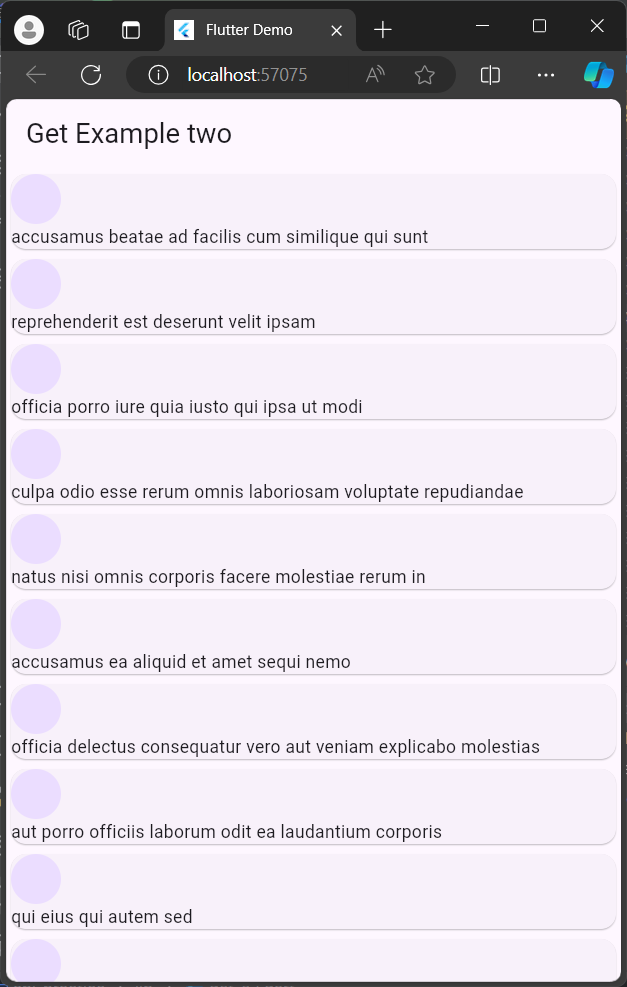 Flutter Demo
localhost:57075
Get Example two
accusamus beatae ad facilis cum similique qui sunt
reprehenderit est deserunt velit ipsam
officia porro iure quia iusto qui ipsa ut modi
culpa odio esse rerum omnis laboriosam voluptate repudiandae
natus nisi omnis corporis facere molestiae rerum in
accusamus ea aliquid et amet sequi nemo
officia delectus consequatur vero aut veniam explicabo molestias
aut porro officiis laborum odit ea laudantium corporis
qui eius qui autem sed